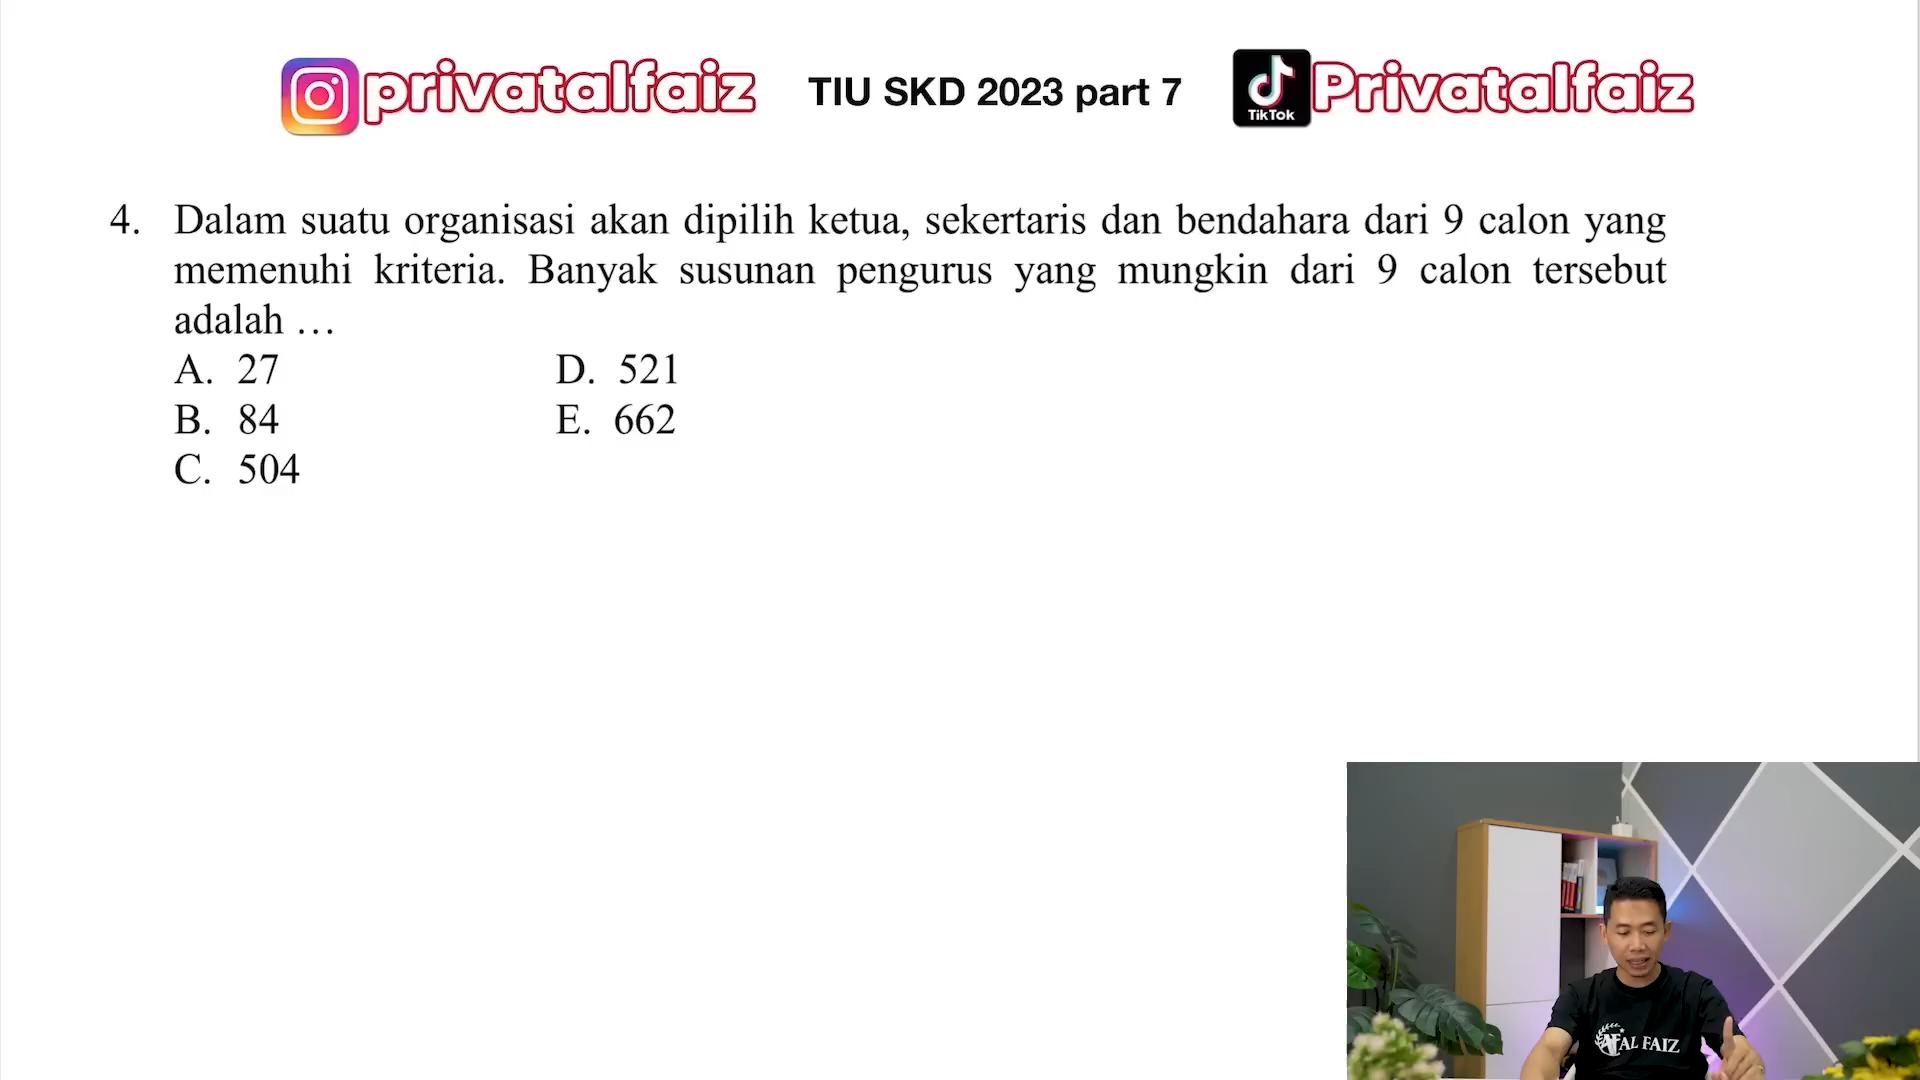 privatalfaiz TIU SKD 2023 part 7 TikTok Privatalfaiz
4. Dalam suatu organisasi akan dipilih ketua, sekertaris dan bendahara dari 9 calon yang
memenuhi kriteria. Banyak susunan pengurus yang mungkin dari 9 calon tersebut
adalah …
A. 27 D. 521
B. 84 E. 662
C. 504
AF AL FAIZ